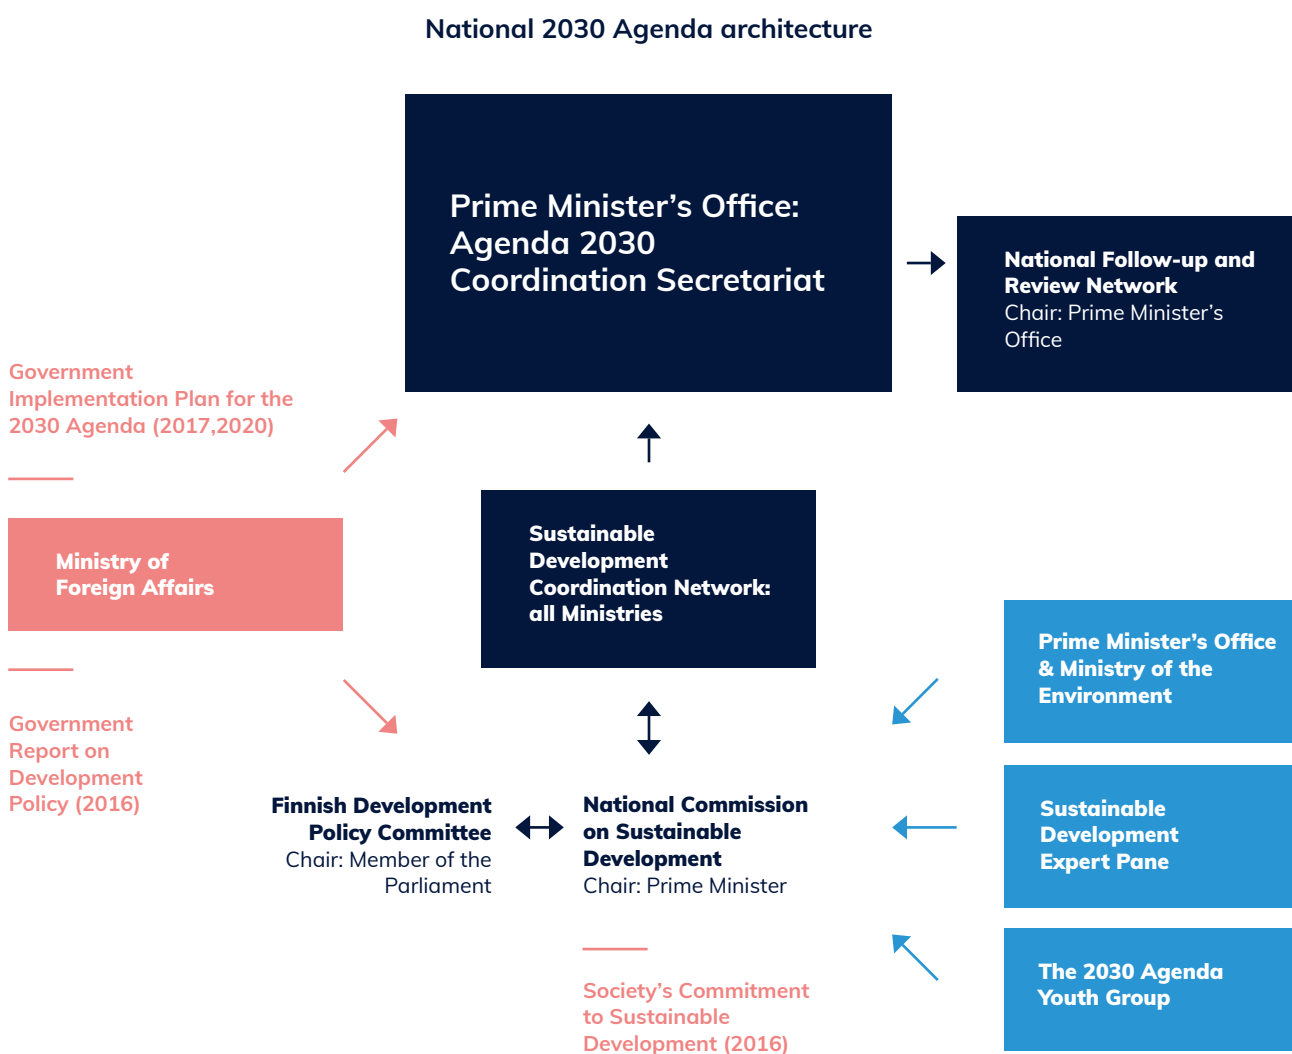 National 2030 Agenda architecture
Prime Minister’s Office:
Agenda 2030
Coordination Secretariat
National Follow-up and
Review Network
Chair: Prime Minister’s
Office
Government
Implementation Plan for the
2030 Agenda (2017,2020)
Ministry of
Foreign Affairs
Government
Report on
Development
Policy (2016)
Sustainable
Development
Coordination Network:
all Ministries
Finnish Development
Policy Committee
Chair: Member of the
Parliament
National Commission
on Sustainable
Development
Chair: Prime Minister
Society’s Commitment
to Sustainable
Development (2016)
Prime Minister’s Office
& Ministry of the
Environment
Sustainable
Development
Expert Pane
The 2030 Agenda
Youth Group